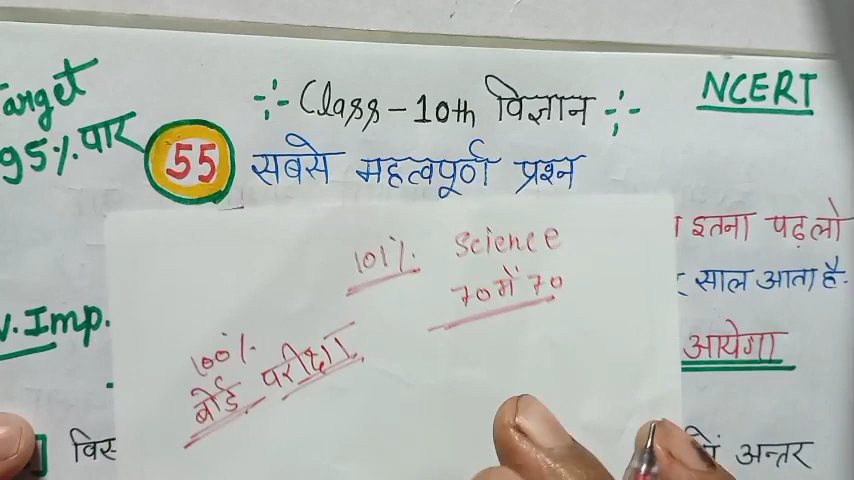 Target
95% पार
Class-10th विज्ञान
NCERT
55 सबसे महत्वपूर्ण प्रश्न
इतना पढ़लो
साल आता है.
आयेगा
V. Imp.
101% Science
70 में 70
100%
बोर्ड परीक्षा
अन्तर